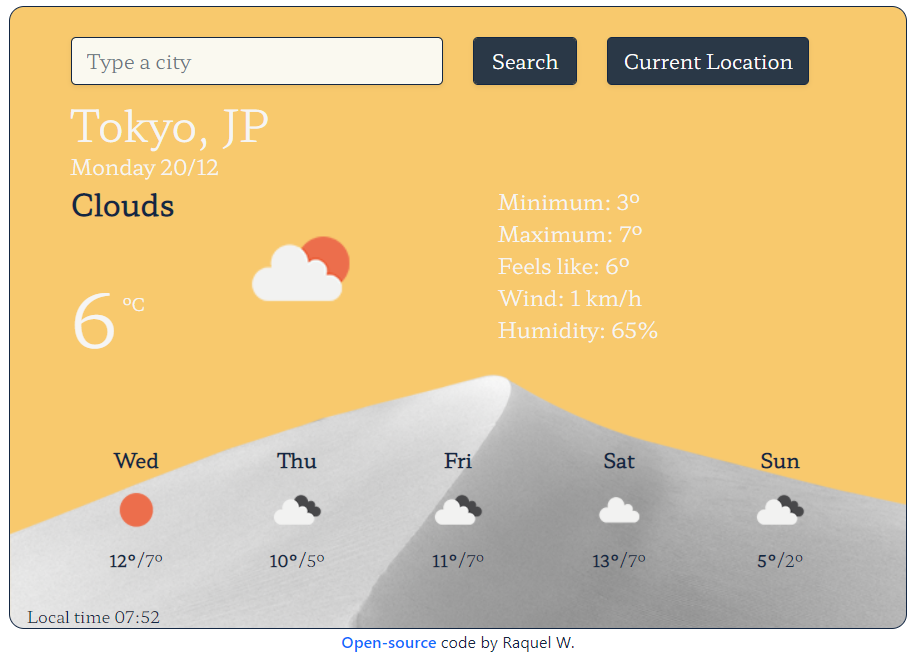 Type a city
Search
Current Location
Tokyo, JP
Monday 20/12
Clouds
6 ºC
Minimum: 3º
Maximum: 7º
Feels like: 6º
Wind: 1 km/h
Humidity: 65%
Wed Thu Fri Sat Sun
12º/7º 10º/5º 11º/7º 13º/7º 5º/2º
Local time 07:52
Open-source code by Raquel W.